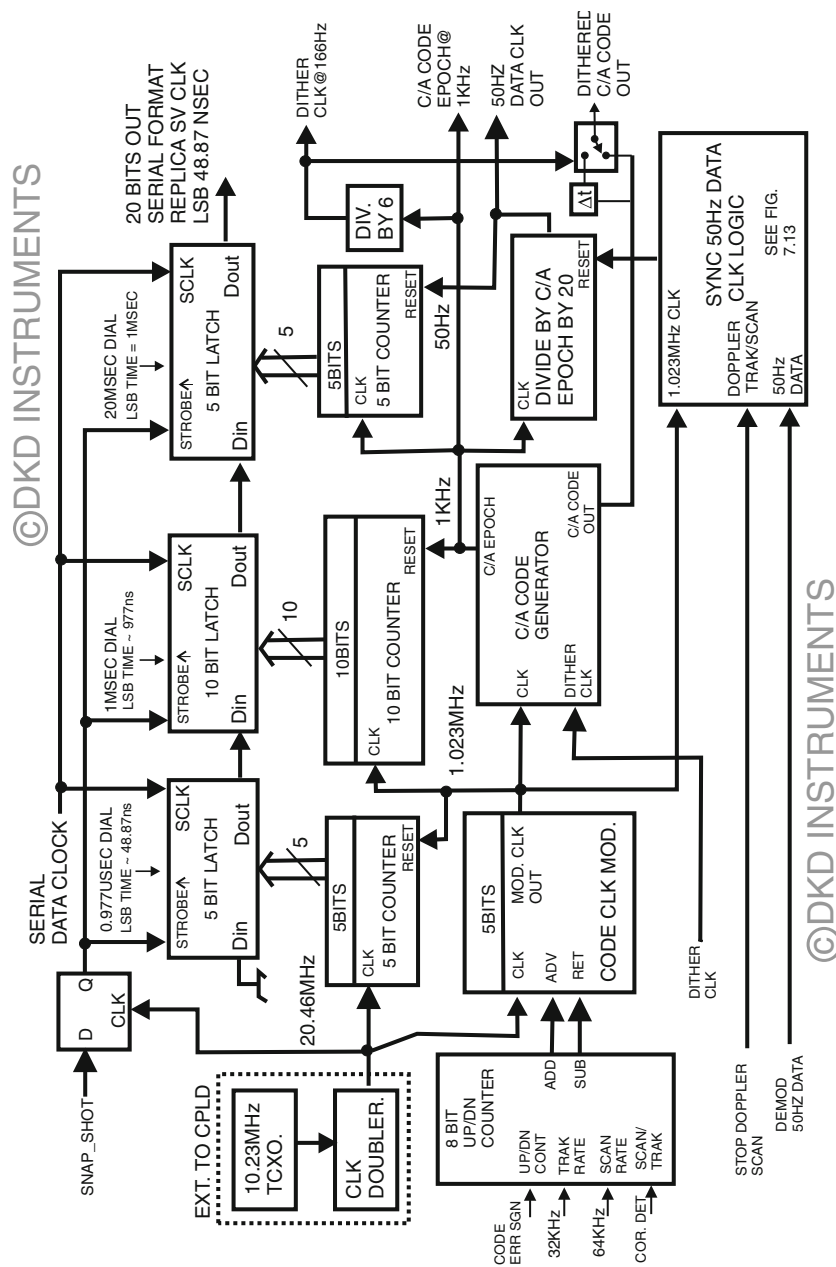 ©DKD INSTRUMENTS
SERIAL
DATA CLOCK
20 BITS OUT
SERIAL FORMAT
REPLICA SV CLK
LSB 48.87 NSEC
SNAP_SHOT
D Q
CLK
0.977USEC DIAL
LSB TIME ~ 48.87ns
STROBE
SCLK
5 BIT LATCH
Din
Dout
1MSEC DIAL
LSB TIME ~ 977ns
STROBE
SCLK
10 BIT LATCH
Din
Dout
20MSEC DIAL
LSB TIME = 1MSEC
STROBE
SCLK
5 BIT LATCH
Din
Dout
EXT. TO CPLD
10.23MHz
TCXO.
CLK
DOUBLER.
20.46MHz
5
5BITS
CLK
5 BIT COUNTER
RESET
10
10BITS
CLK
10 BIT COUNTER
RESET
1.023MHz
5
5BITS
CLK
5 BIT COUNTER
RESET
1KHz
50Hz
DIV.
BY 6
DITHER
CLK@166Hz
C/A CODE
EPOCH@
1KHz
50HZ
DATA CLK
OUT
DITHERED
C/A CODE
OUT
Δt
8 BIT
UP/DN
COUNTER
UP/DN
CONT
TRAK
RATE
SCAN
RATE
SCAN/
TRAK
ADD
SUB
CODE
ERR SGN
32KHz
64KHz
COR. DET
5BITS
CLK
MOD. CLK
OUT
ADV
RET
CODE CLK MOD.
CLK
C/A EPOCH
C/A CODE
GENERATOR
DITHER
CLK
C/A CODE
OUT
CLK
DIVIDE BY C/A
EPOCH BY 20
RESET
DITHER
CLK
STOP DOPPLER
SCAN
DEMOD
50HZ DATA
1.023MHz CLK
SYNC 50Hz DATA
CLK LOGIC
DOPPLER
TRAK/SCAN
50Hz
DATA
SEE FIG.
7.13
©DKD INSTRUMENTS